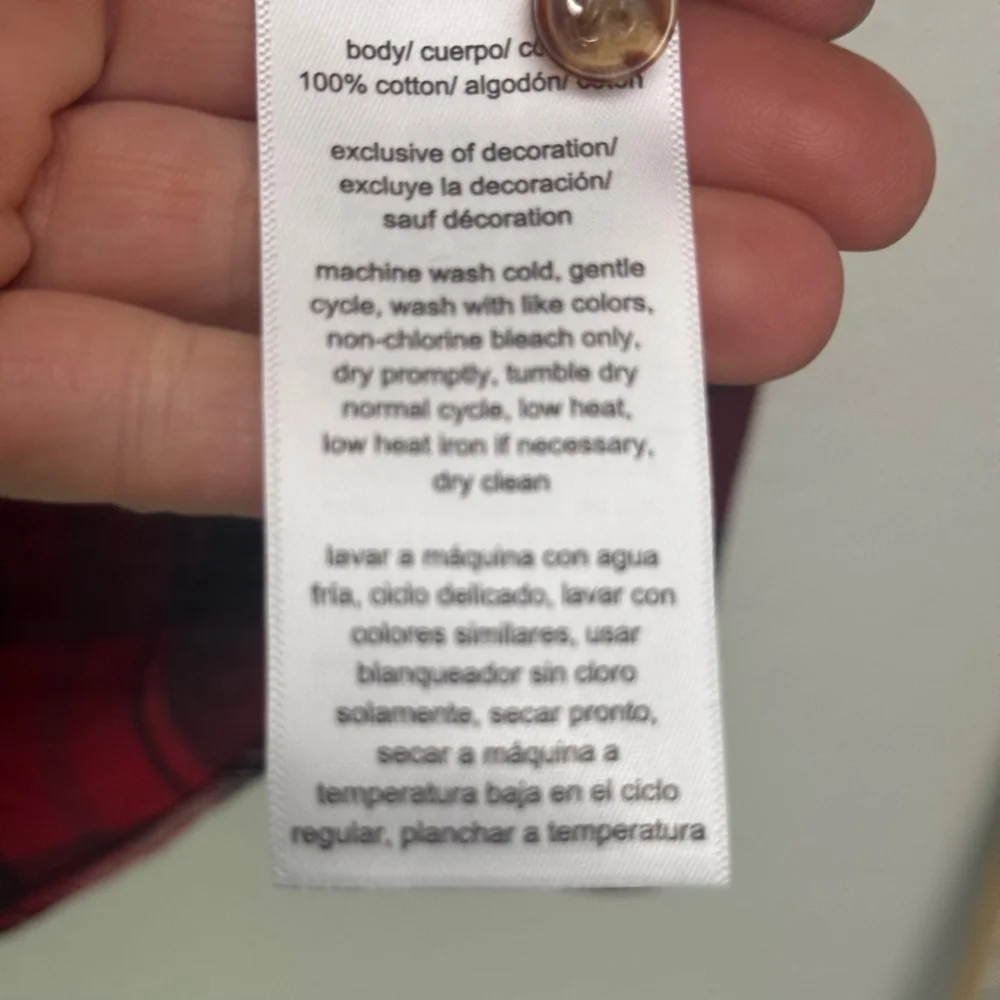 body/ cuerpo/
100% cotton/ algodón/ coton
exclusive of decoration/
excluye la decoración/
sauf décoration
machine wash cold, gentle
cycle, wash with like colors,
non-chlorine bleach only,
dry promptly, tumble dry
normal cycle, low heat,
low heat iron if necessary,
dry clean
lavar a máquina con agua
fría, ciclo delicado, lavar con
colores similares, usar
blanqueador sin cloro
solamente, secar pronto,
secar a máquina a
temperatura baja en el ciclo
regular, planchar a temperatura